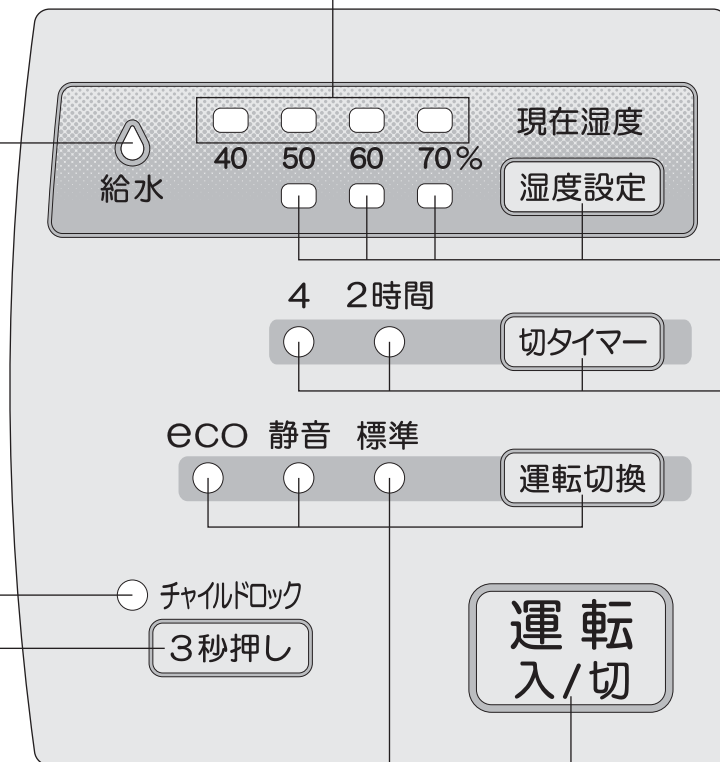 現在湿度
40 50 60 70%
給水
湿度設定
4 2時間
切タイマー
eco 静音 標準
運転切換
チャイルドロック
3秒押し
運転
入/切